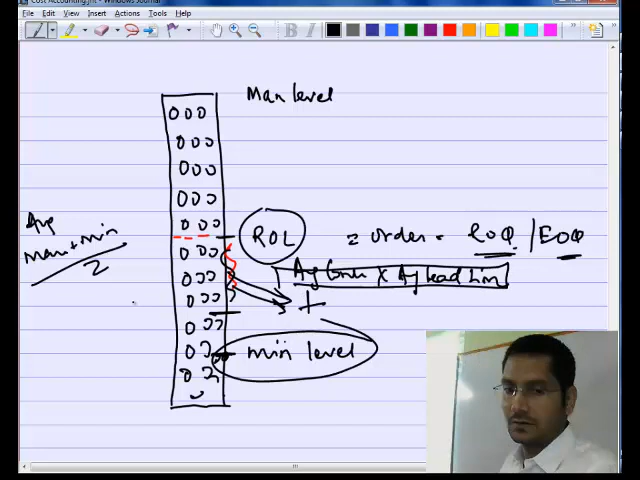 Cost Accounting.jnt - Windows Journal
File Edit View Insert Actions Tools Help
Max level
ROL = order = ROQ / EOQ
Avg Cons x Avg lead tim
+
min level
Avg
max + min
2